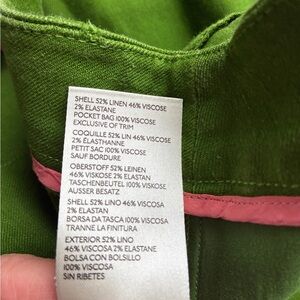 SHELL 52% LINEN 46% VISCOSE
2% ELASTANE
POCKET BAG 100% VISCOSE
EXCLUSIVE OF TRIM
COQUILLE 52% LIN 46% VISCOSE
2% ÉLASTHANNE
PETIT SAC 100% VISCOSE
SAUF BORDURE
OBERSTOFF 52% LEINEN
46% VISKOSE 2% ELASTAN
TASCHENBEUTEL 100% VISKOSE
AUSSER BESATZ
SHELL 52% LINO 46% VISCOSA
2% ELASTAN
BORSA DA TASCA 100% VISCOSA
TRANNE LA FINITURA
EXTERIOR 52% LINO
46% VISCOSA 2% ELASTANE
BOLSA CON BOLSILLO
100% VISCOSA
SIN RIBETES